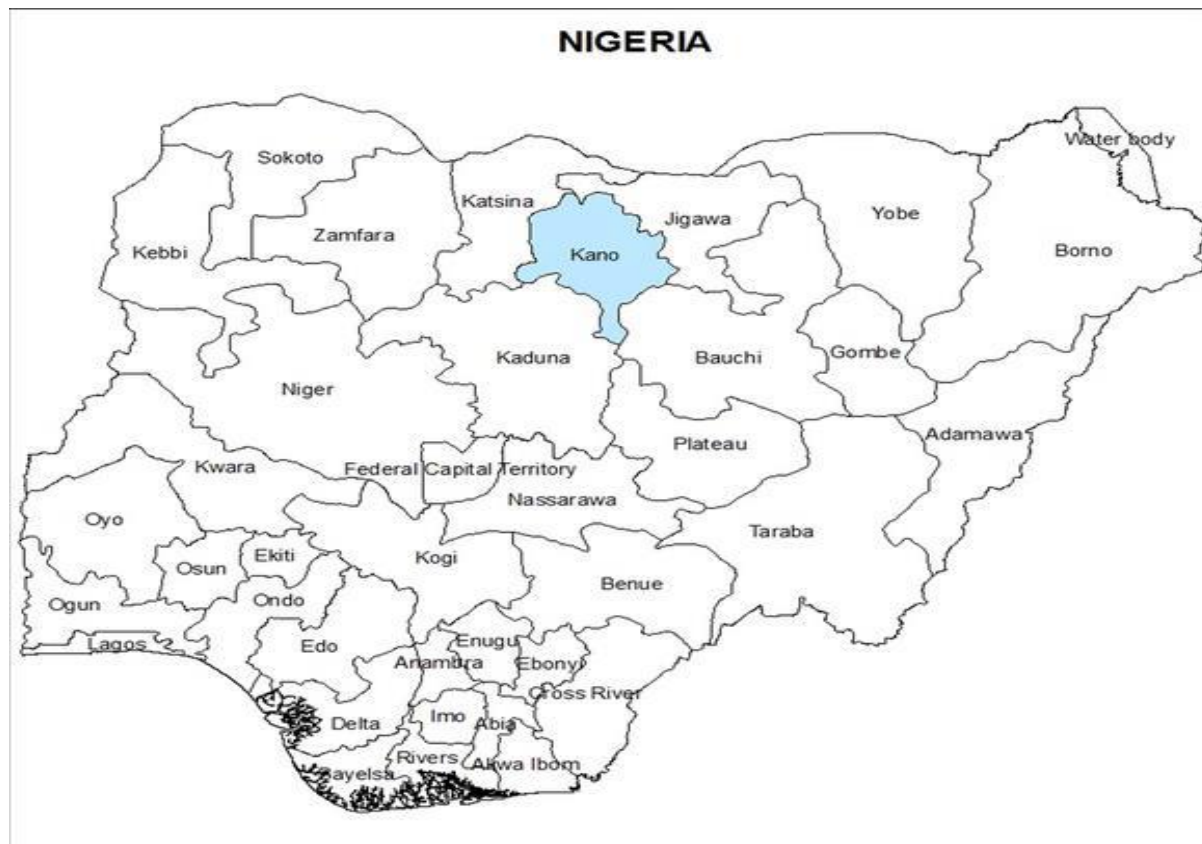 NIGERIA
Water body
Sokoto
Katsina
Jigawa
Yobe
Zamfara
Kebbi
Kano
Borno
Kaduna
Bauchi
Gombe
Niger
Adamawa
Plateau
Kwara
Federal Capital Territory
Nassarawa
Oyo
Taraba
Kogi
Ekiti
Osun
Benue
Ogun
Ondo
Lagos
Edo
Enugu
Anambra
Ebonyi
Cross River
Delta
Imo
Abia
Rivers
Akwa Ibom
Bayelsa